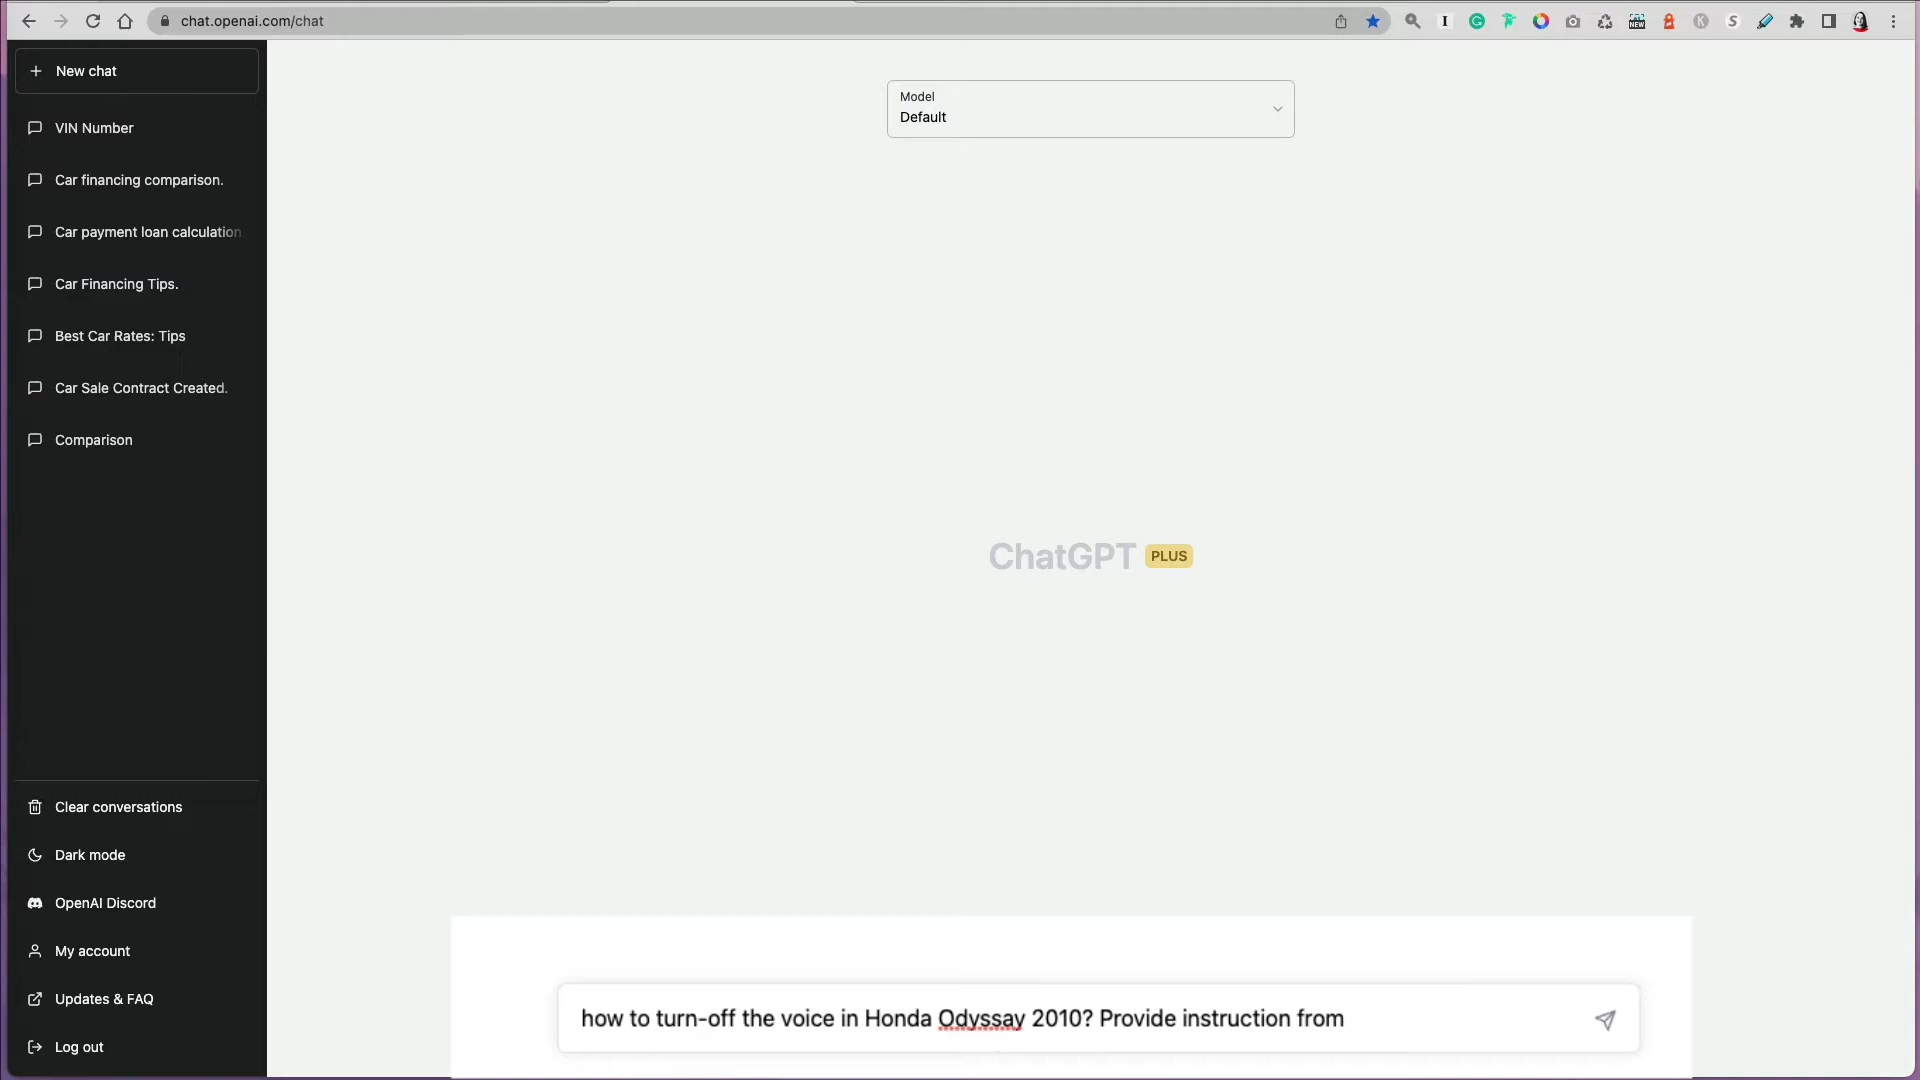 chat.openai.com/chat
New chat
VIN Number
Car financing comparison.
Car payment loan calculation
Car Financing Tips.
Best Car Rates: Tips
Car Sale Contract Created.
Comparison
Clear conversations
Dark mode
OpenAI Discord
My account
Updates & FAQ
Log out
Model
Default
ChatGPT PLUS
how to turn-off the voice in Honda Odyssay 2010? Provide instruction from
NEW